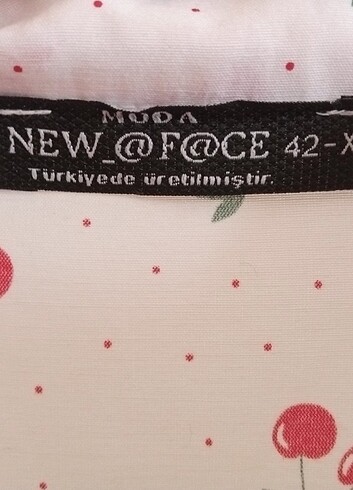 MODA
NEW_@F@CE 42-X
Türkiyede üretilmiştir.